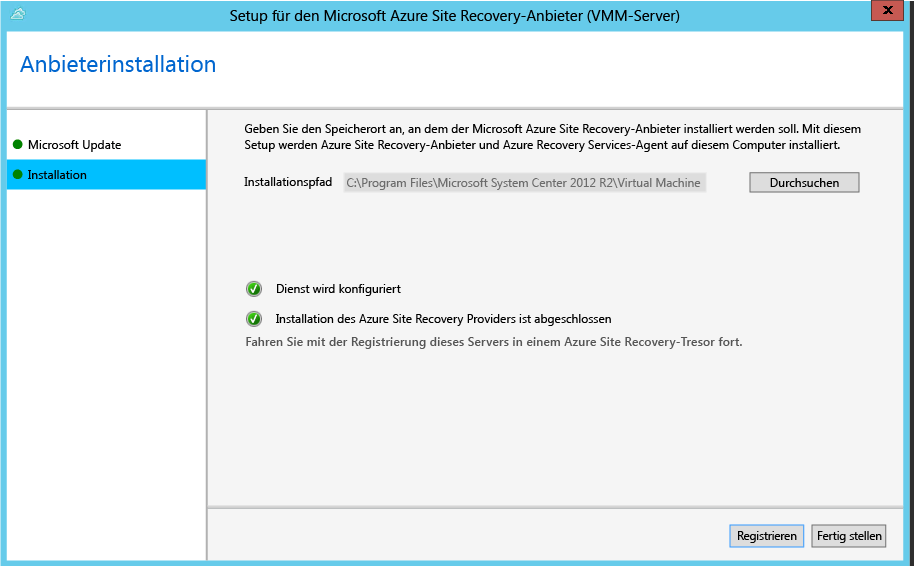 Setup für den Microsoft Azure Site Recovery-Anbieter (VMM-Server)
Anbieterinstallation
Microsoft Update
Installation
Geben Sie den Speicherort an, an dem der Microsoft Azure Site Recovery-Anbieter installiert werden soll. Mit diesem
Setup werden Azure Site Recovery-Anbieter und Azure Recovery Services-Agent auf diesem Computer installiert.
Installationspfad C:\Program Files\Microsoft System Center 2012 R2\Virtual Machine Durchsuchen
Dienst wird konfiguriert
Installation des Azure Site Recovery Providers ist abgeschlossen
Fahren Sie mit der Registrierung dieses Servers in einem Azure Site Recovery-Tresor fort.
Registrieren Fertig stellen